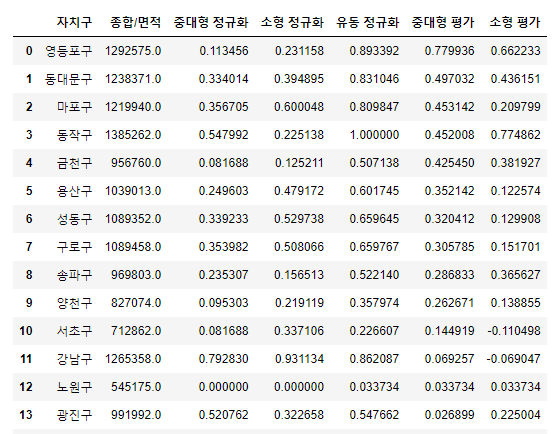 자치구 종합/면적 중대형 정규화 소형 정규화 유동 정규화 중대형 평가 소형 평가
0 영등포구 1292575.0 0.113456 0.231158 0.893392 0.779936 0.662233
1 동대문구 1238371.0 0.334014 0.394895 0.831046 0.497032 0.436151
2 마포구 1219940.0 0.356705 0.600048 0.809847 0.453142 0.209799
3 동작구 1385262.0 0.547992 0.225138 1.000000 0.452008 0.774862
4 금천구 956760.0 0.081688 0.125211 0.507138 0.425450 0.381927
5 용산구 1039013.0 0.249603 0.479172 0.601745 0.352142 0.122574
6 성동구 1089352.0 0.339233 0.529738 0.659645 0.320412 0.129908
7 구로구 1089458.0 0.353982 0.508066 0.659767 0.305785 0.151701
8 송파구 969803.0 0.235307 0.156513 0.522140 0.286833 0.365627
9 양천구 827074.0 0.095303 0.219119 0.357974 0.262671 0.138855
10 서초구 712862.0 0.081688 0.337106 0.226607 0.144919 -0.110498
11 강남구 1265358.0 0.792830 0.931134 0.862087 0.069257 -0.069047
12 노원구 545175.0 0.000000 0.000000 0.033734 0.033734 0.033734
13 광진구 991992.0 0.520762 0.322658 0.547662 0.026899 0.225004